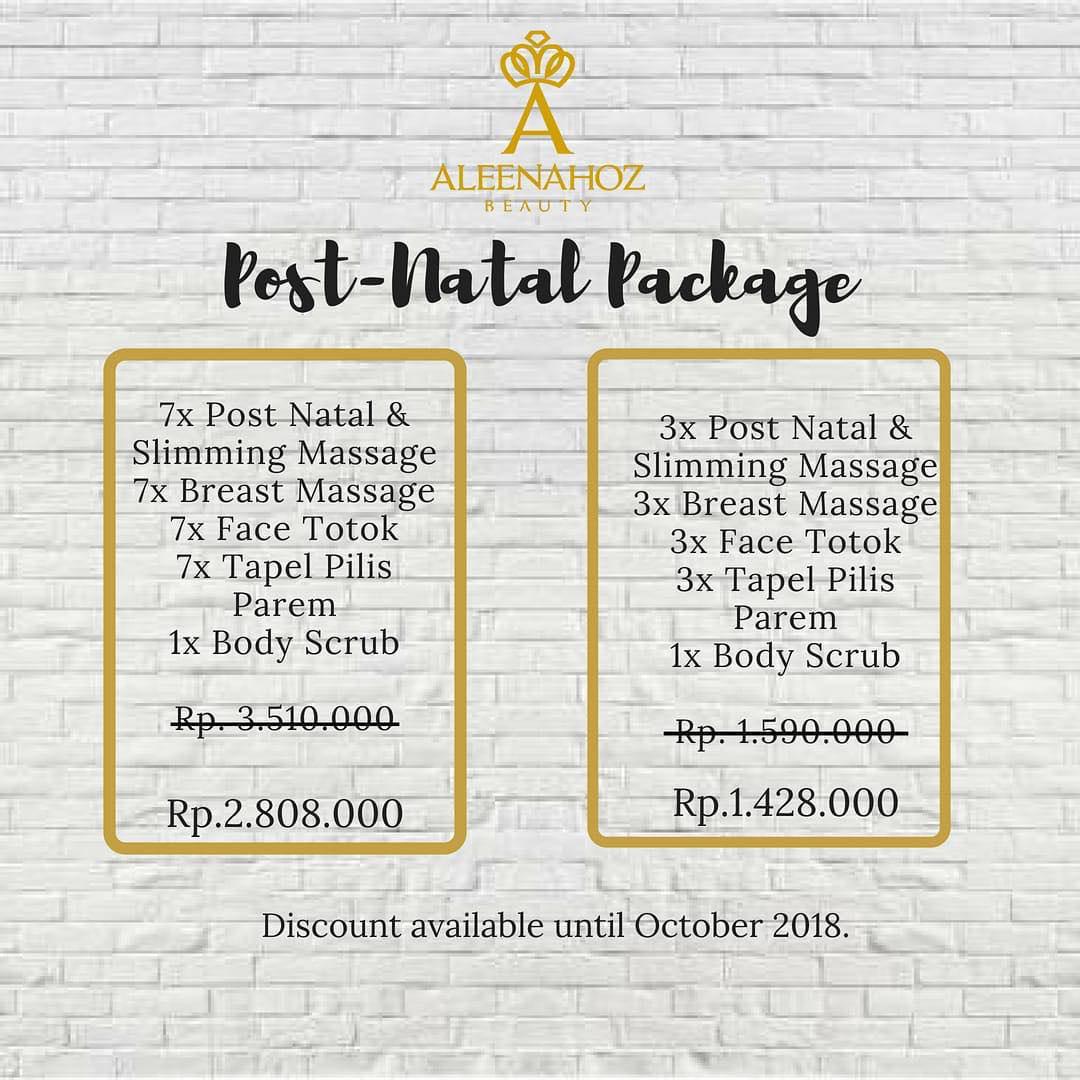 A
ALEENAHOZ
BEAUTY
Post-Natal Package
7x Post Natal &
Slimming Massage
7x Breast Massage
7x Face Totok
7x Tapel Pilis
Parem
1x Body Scrub
Rp. 3.510.000
Rp.2.808.000
3x Post Natal &
Slimming Massage
3x Breast Massage
3x Face Totok
3x Tapel Pilis
Parem
1x Body Scrub
Rp. 1.590.000
Rp.1.428.000
Discount available until October 2018.